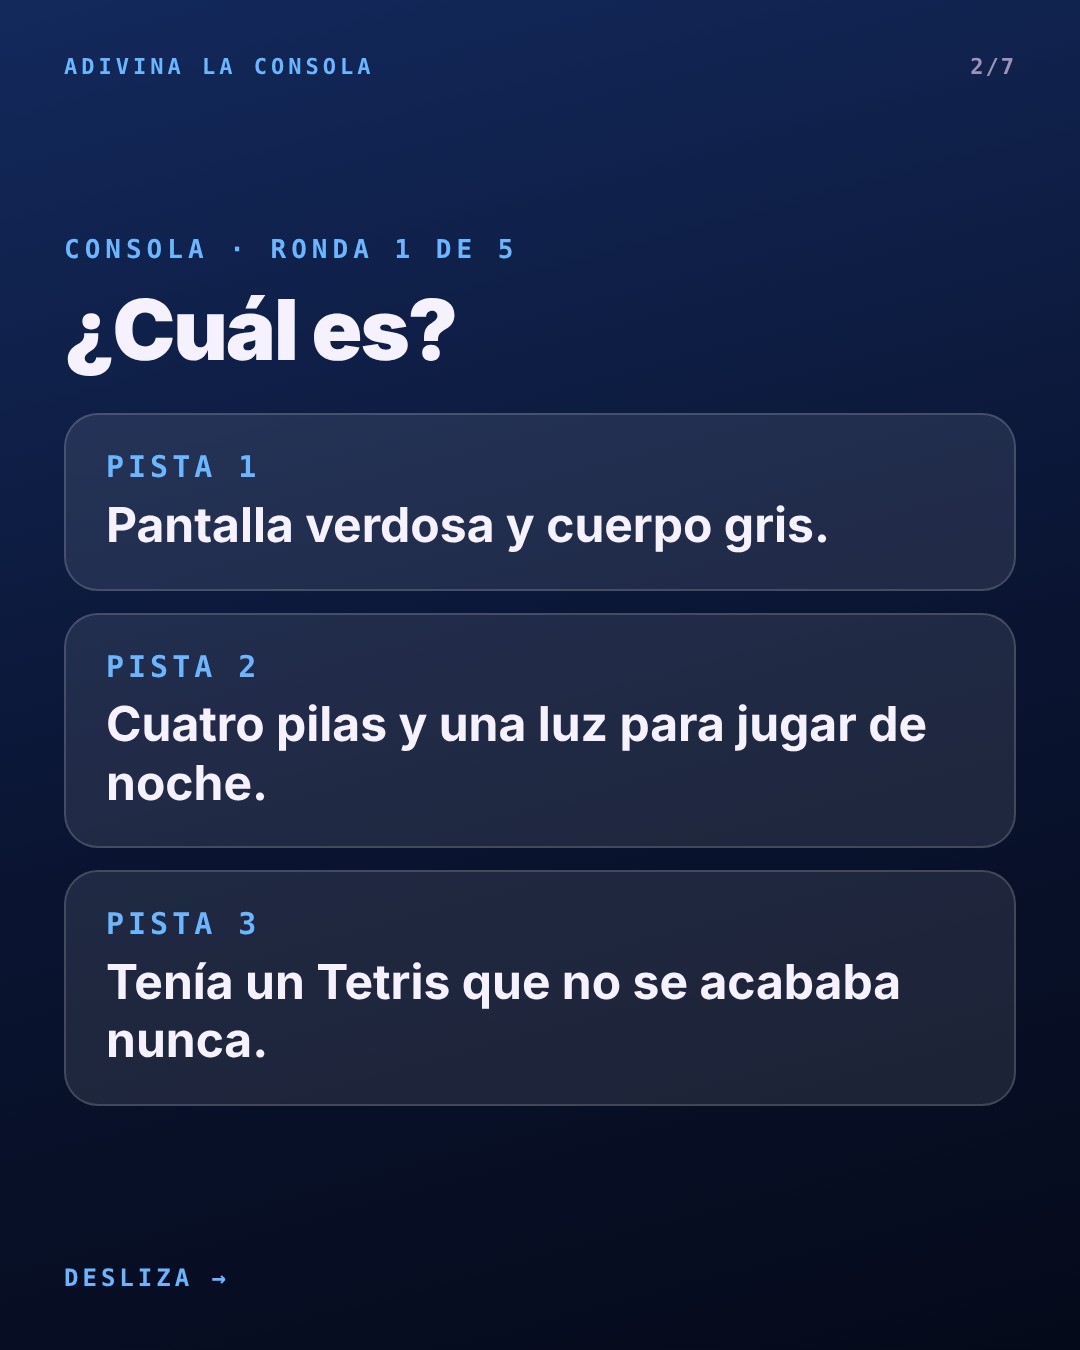 ADIVINA LA CONSOLA
2/7
CONSOLA · RONDA 1 DE 5
¿Cuál es?
PISTA 1
Pantalla verdosa y cuerpo gris.
PISTA 2
Cuatro pilas y una luz para jugar de
noche.
PISTA 3
Tenía un Tetris que no se acababa
nunca.
DESLIZA →